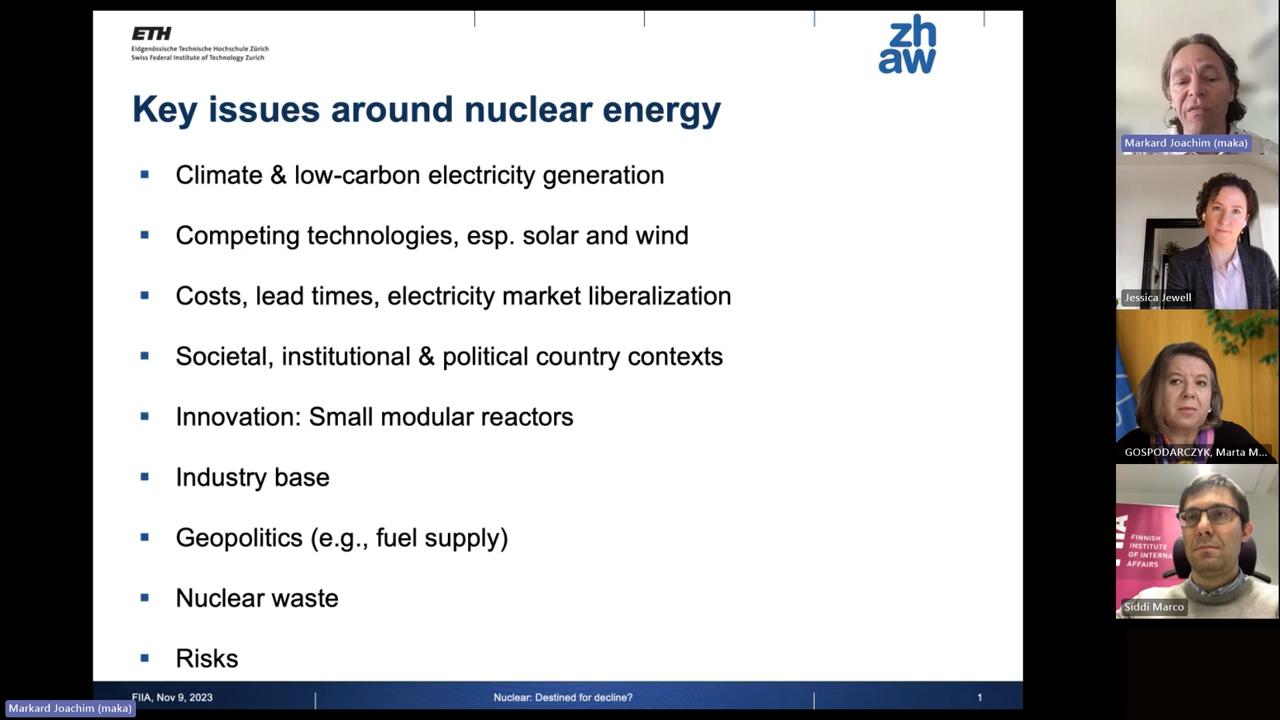 ETH
Eidgenössische Technische Hochschule Zürich
Swiss Federal Institute of Technology Zurich
zh
aw
Key issues around nuclear energy
Climate & low-carbon electricity generation
Competing technologies, esp. solar and wind
Costs, lead times, electricity market liberalization
Societal, institutional & political country contexts
Innovation: Small modular reactors
Industry base
Geopolitics (e.g., fuel supply)
Nuclear waste
Risks
FIIA, Nov 9, 2023
Nuclear: Destined for decline?
1
Markard Joachim (maka)
Markard Joachim (maka)
Jessica Jewell
GOSPODARCZYK, Marta M...
FINNISH
INSTITUTE
OF INTERNA
AFFAIRS
Siddi Marco